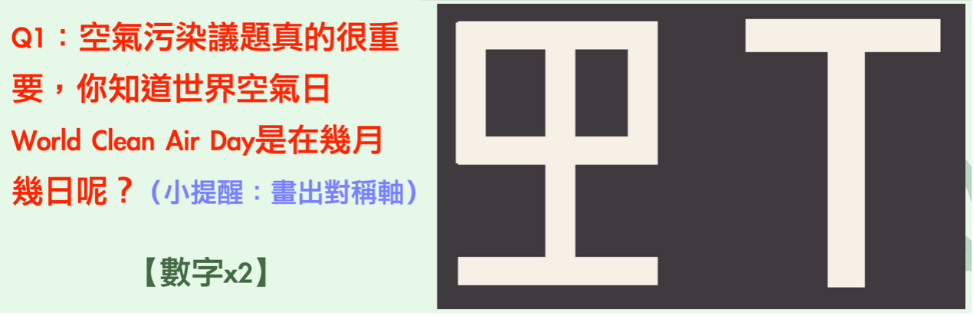 Q1：空氣污染議題真的很重
要，你知道世界空氣日
World Clean Air Day是在幾月
幾日呢？（小提醒：畫出對稱軸）
【數字x2】